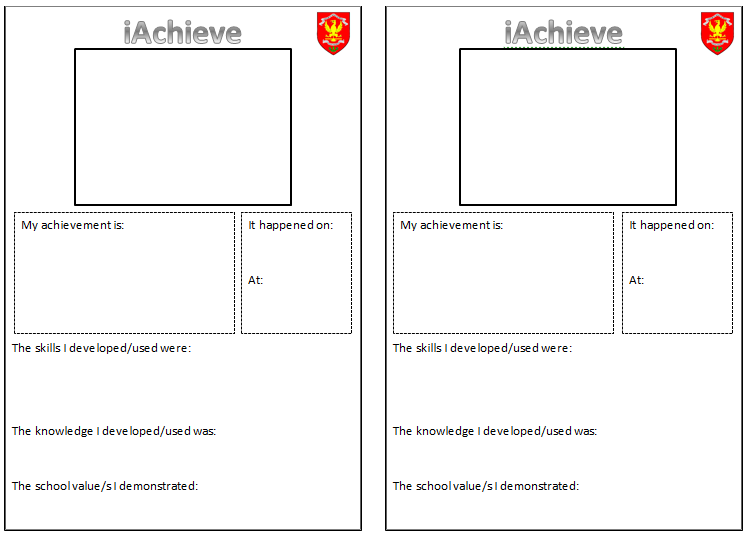 iAchieve
My achievement is:
It happened on:
At:
The skills I developed/used were:
The knowledge I developed/used was:
The school value/s I demonstrated:
iAchieve
My achievement is:
It happened on:
At:
The skills I developed/used were:
The knowledge I developed/used was:
The school value/s I demonstrated: